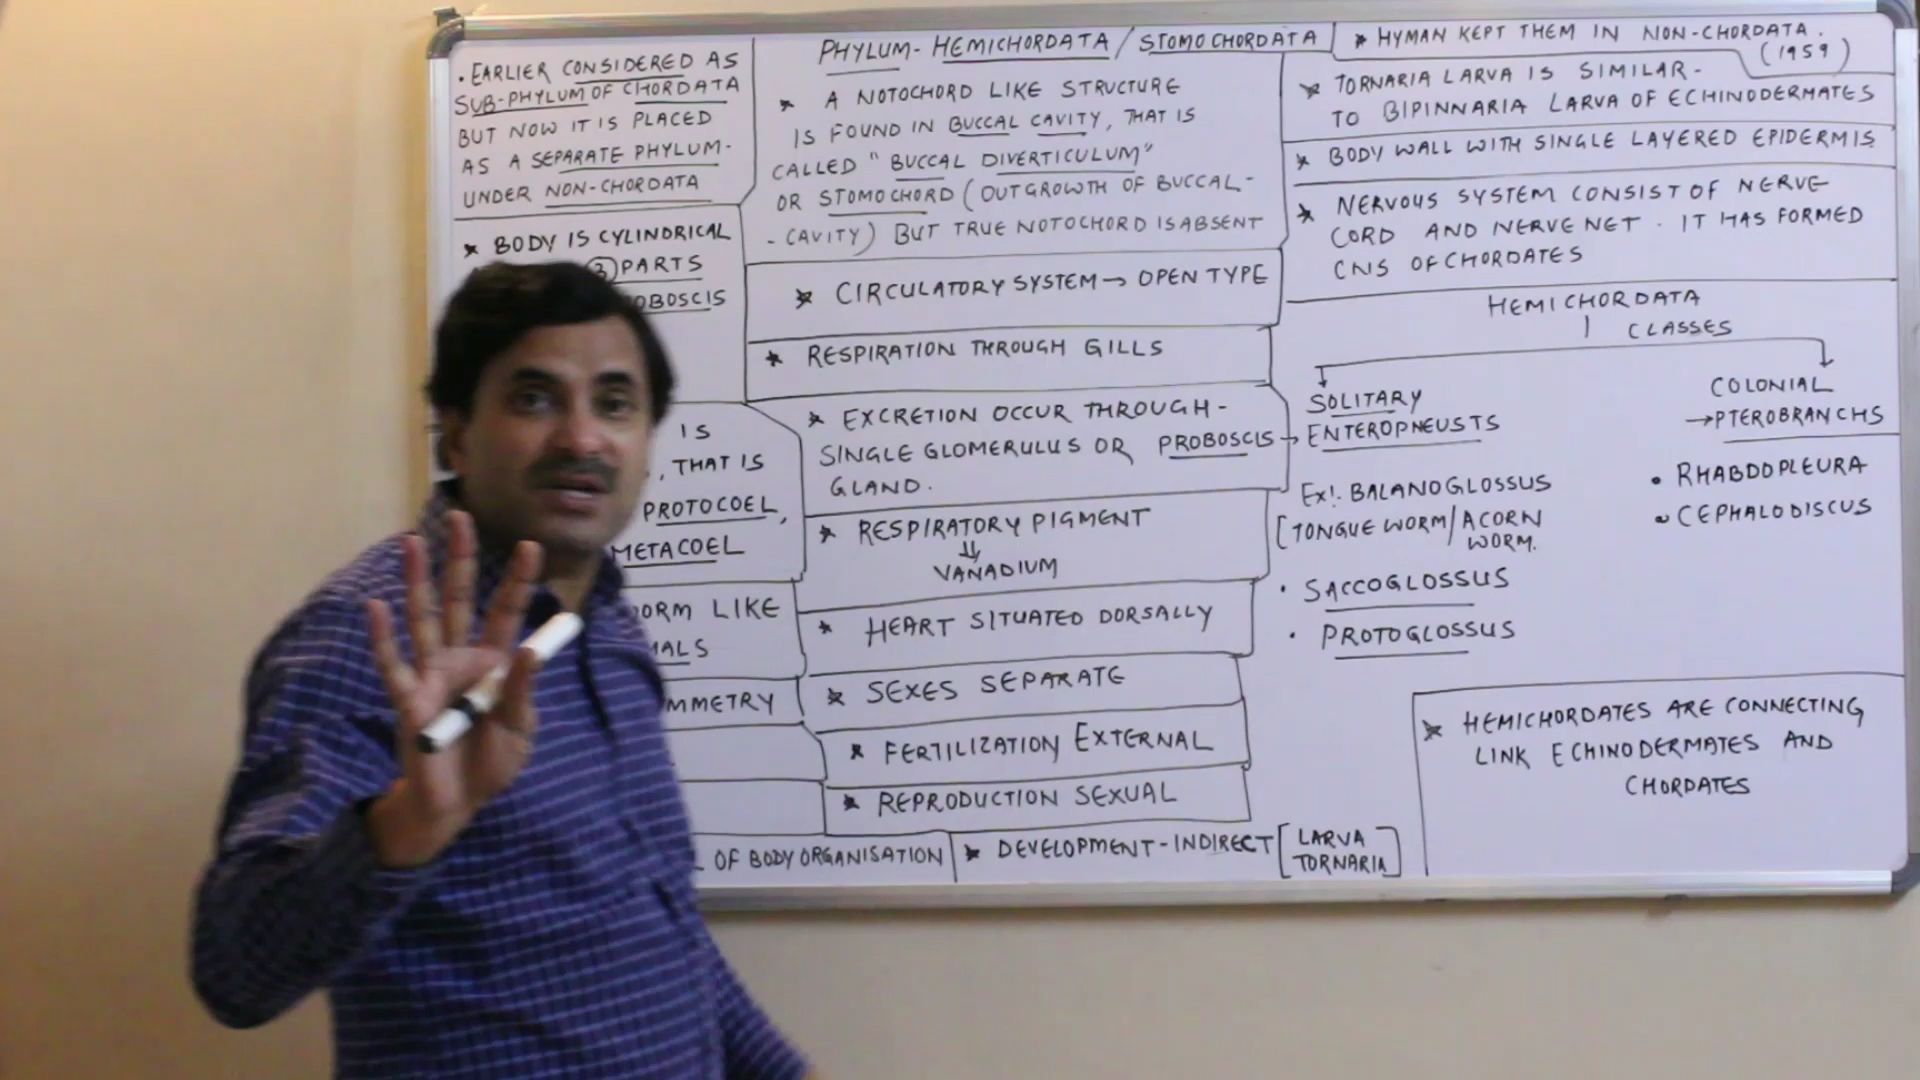 • EARLIER CONSIDERED AS
SUB-PHYLUM OF CHORDATA
BUT NOW IT IS PLACED
AS A SEPARATE PHYLUM-
UNDER NON-CHORDATA
★ BODY IS CYLINDRICAL
③ PARTS
OBOSCIS
IS
, THAT IS
PROTOCOEL,
METACOEL
ORM LIKE
ALS
MMETRY
L OF BODY ORGANISATION
PHYLUM- HEMICHORDATA / STOMOCHORDATA
★ A NOTOCHORD LIKE STRUCTURE
IS FOUND IN BUCCAL CAVITY, THAT IS
CALLED "BUCCAL DIVERTICULUM"
OR STOMOCHORD (OUTGROWTH OF BUCCAL-
- CAVITY) BUT TRUE NOTOCHORD IS ABSENT
★ CIRCULATORY SYSTEM → OPEN TYPE
★ RESPIRATION THROUGH GILLS
★ EXCRETION OCCUR THROUGH-
SINGLE GLOMERULUS OR PROBOSCIS
GLAND.
★ RESPIRATORY PIGMENT
⇓
VANADIUM
★ HEART SITUATED DORSALLY
★ SEXES SEPARATE
★ FERTILIZATION EXTERNAL
★ REPRODUCTION SEXUAL
★ DEVELOPMENT-INDIRECT [LARVA
TORNARIA]
★ HYMAN KEPT THEM IN NON-CHORDATA.
(1959)
★ TORNARIA LARVA IS SIMILAR-
TO BIPINNARIA LARVA OF ECHINODERMATES
★ BODY WALL WITH SINGLE LAYERED EPIDERMIS
★ NERVOUS SYSTEM CONSIST OF NERVE
CORD AND NERVE NET. IT HAS FORMED
CNS OF CHORDATES
HEMICHORDATA
CLASSES
SOLITARY
→ ENTEROPNEUSTS
EX!. BALANOGLOSSUS
[TONGUE WORM/ACORN
WORM.
• SACCOGLOSSUS
• PROTOGLOSSUS
COLONIAL
→PTEROBRANCHS
• RHABDOPLEURA
• CEPHALODISCUS
★ HEMICHORDATES ARE CONNECTING
LINK ECHINODERMATES AND
CHORDATES